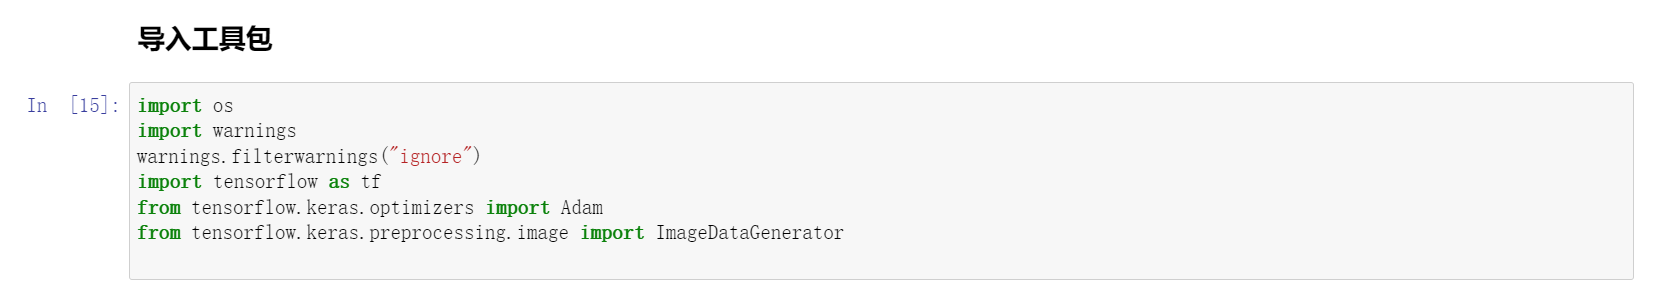 导入工具包
In [15]:
import os
import warnings
warnings.filterwarnings("ignore")
import tensorflow as tf
from tensorflow.keras.optimizers import Adam
from tensorflow.keras.preprocessing.image import ImageDataGenerator